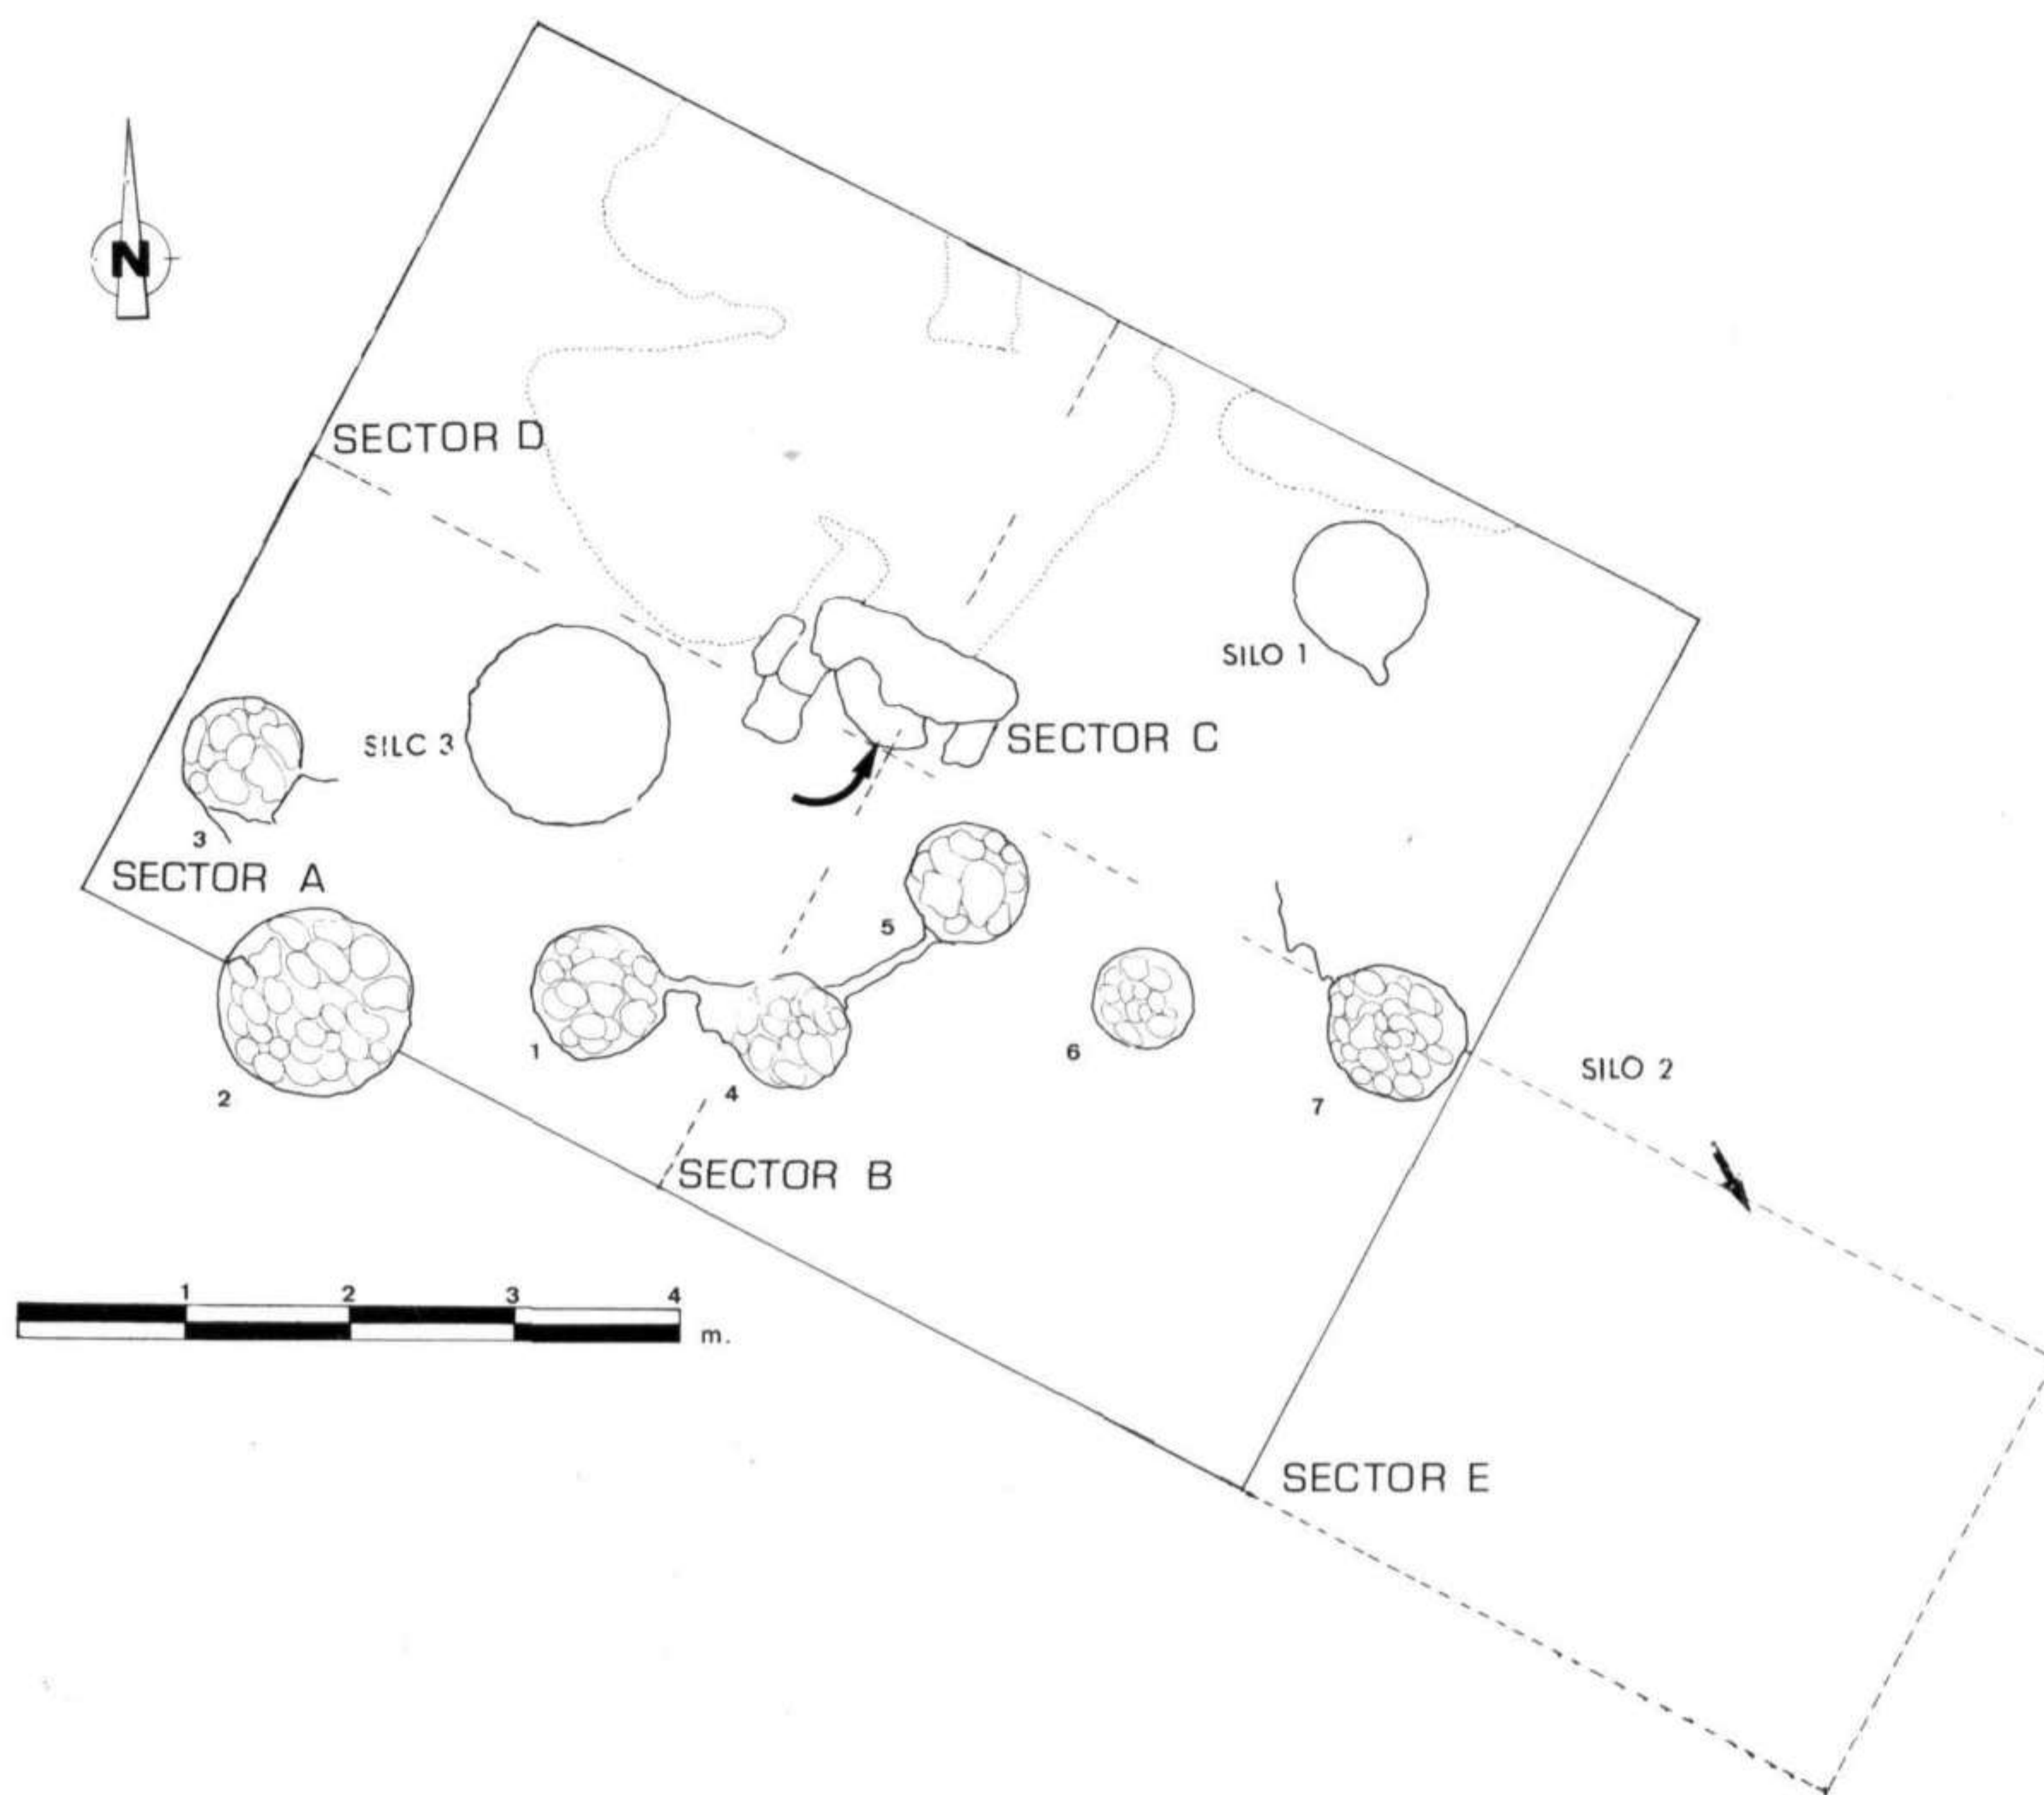 N
SECTOR D
SILO 1
SILC 3
SECTOR C
3
SECTOR A
5
1
6
2
4
7
SILO 2
SECTOR B
1 2 3 4
m.
SECTOR E